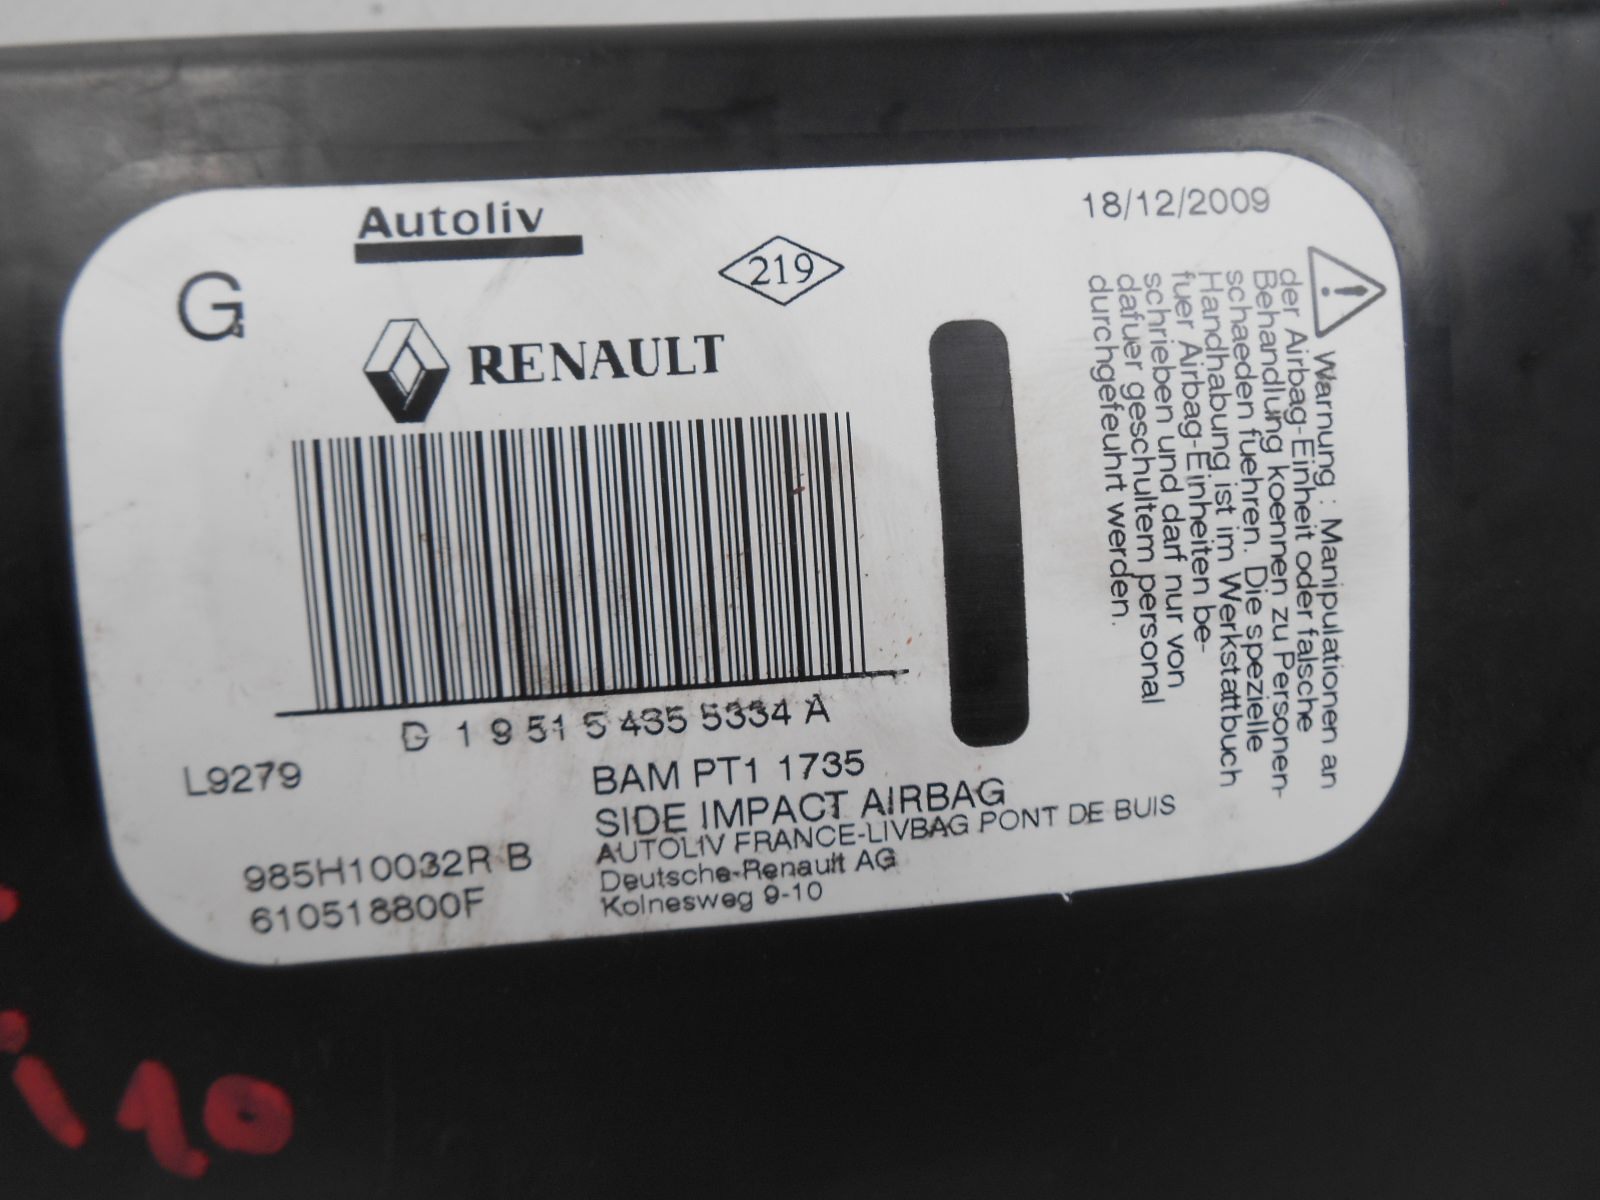 Autoliv
18/12/2009
G
219
RENAULT
D 1 9 51 5 435 5334 A
L9279
BAM PT1 1735
SIDE IMPACT AIRBAG
AUTOLIV FRANCE-LIVBAG PONT DE BUIS
985H10032R B
Deutsche-Renault AG
610518800F
Kolnesweg 9-10
Warnung : Manipulationen an
der Airbag-Einheit oder falsche
Behandlung koennen zu Personen-
schaeden fuehren. Die spezielle
Handhabung ist im Werkstattbuch
fuer Airbag-Einheiten be-
schrieben und darf nur von
dafuer geschultem personal
durchgefeuhrt werden.